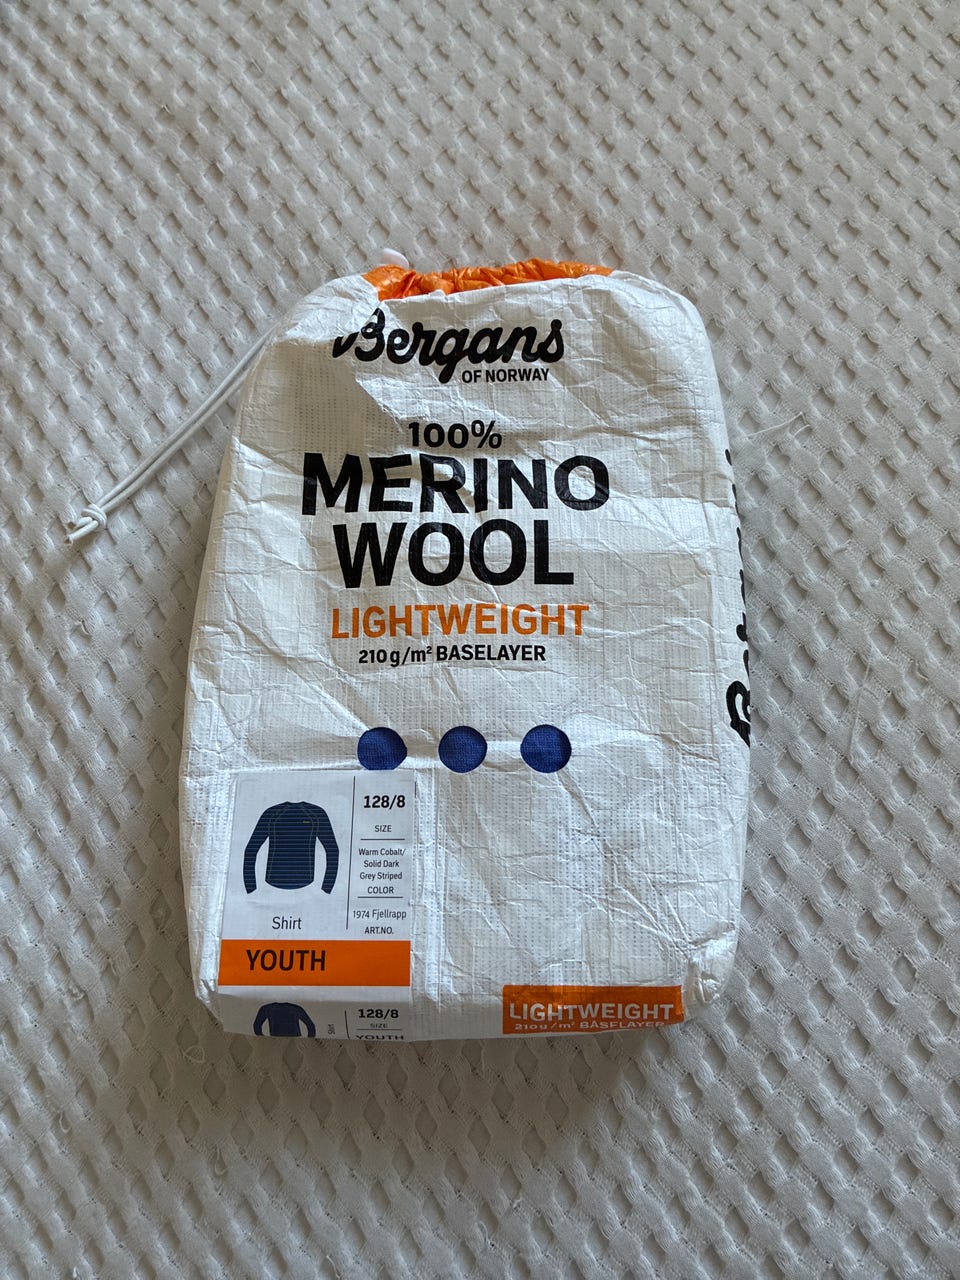 Bergans
OF NORWAY
100%
MERINO
WOOL
LIGHTWEIGHT
210 g/m² BASELAYER
128/8
SIZE
Warm Cobalt/
Solid Dark
Grey Striped
COLOR
1974 Fjellrapp
ART.NO.
Shirt
YOUTH
128/8
SIZE
YOUTH
Shirt
LIGHTWEIGHT
210 g/m² BASELAYER